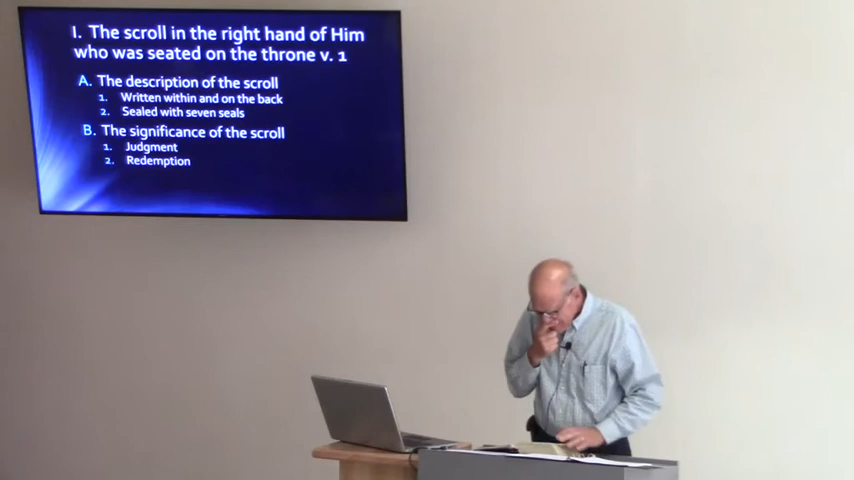 I. The scroll in the right hand of Him
who was seated on the throne v. 1
A. The description of the scroll
1. Written within and on the back
2. Sealed with seven seals
B. The significance of the scroll
1. Judgment
2. Redemption